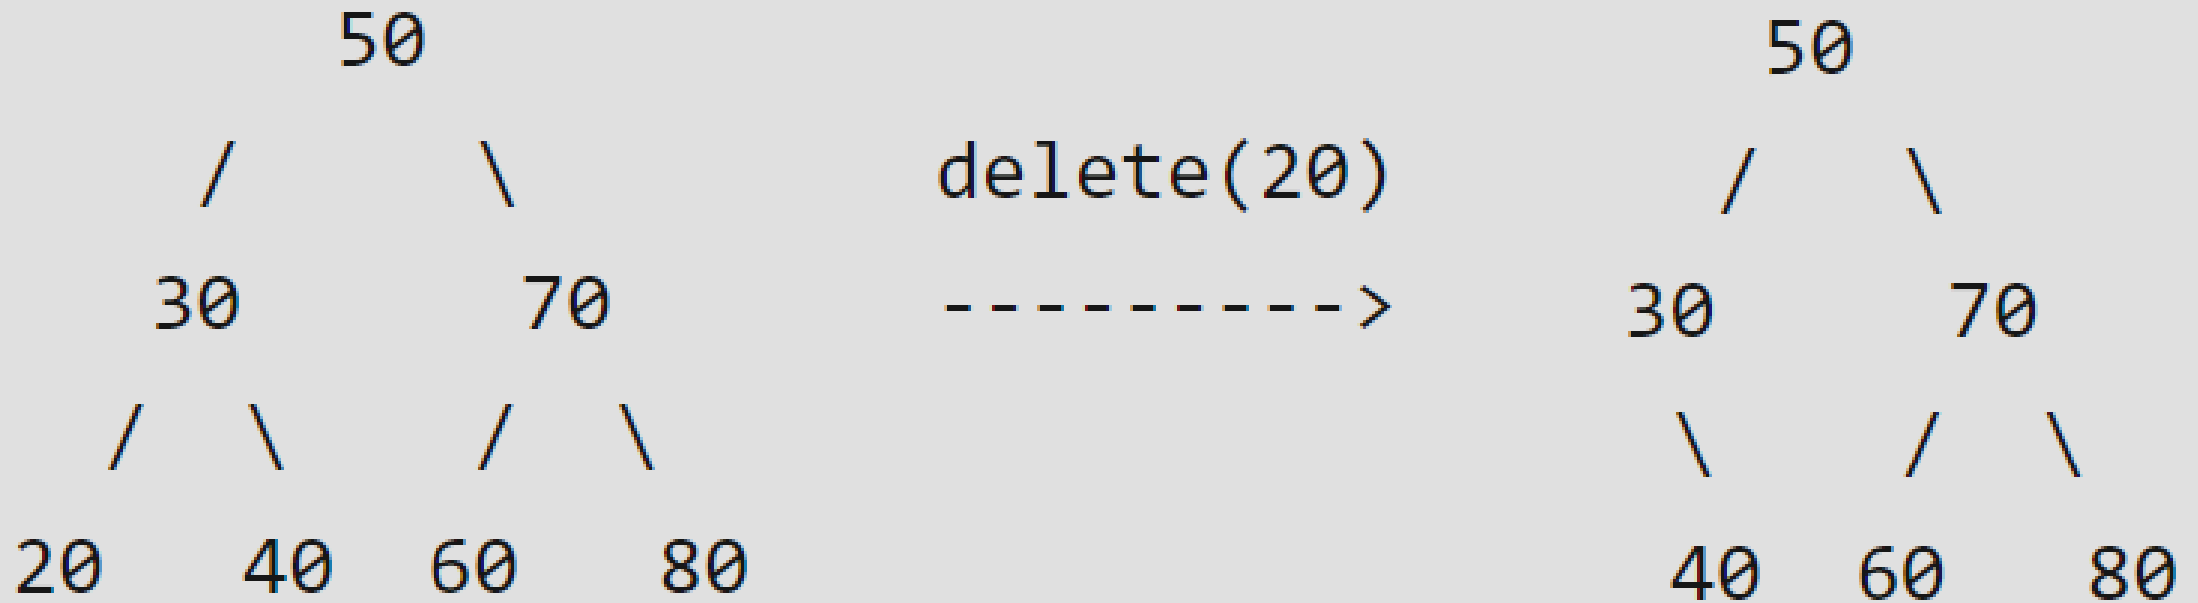 50 50
/ \ delete(20) / \
30 70 ---------> 30 70
/ \ / \ \ / \
20 40 60 80 40 60 80